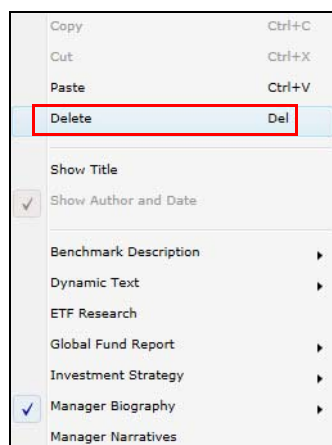 Copy Ctrl+C
Cut Ctrl+X
Paste Ctrl+V
Delete Del
Show Title
Show Author and Date
Benchmark Description
Dynamic Text
ETF Research
Global Fund Report
Investment Strategy
Manager Biography
Manager Narratives